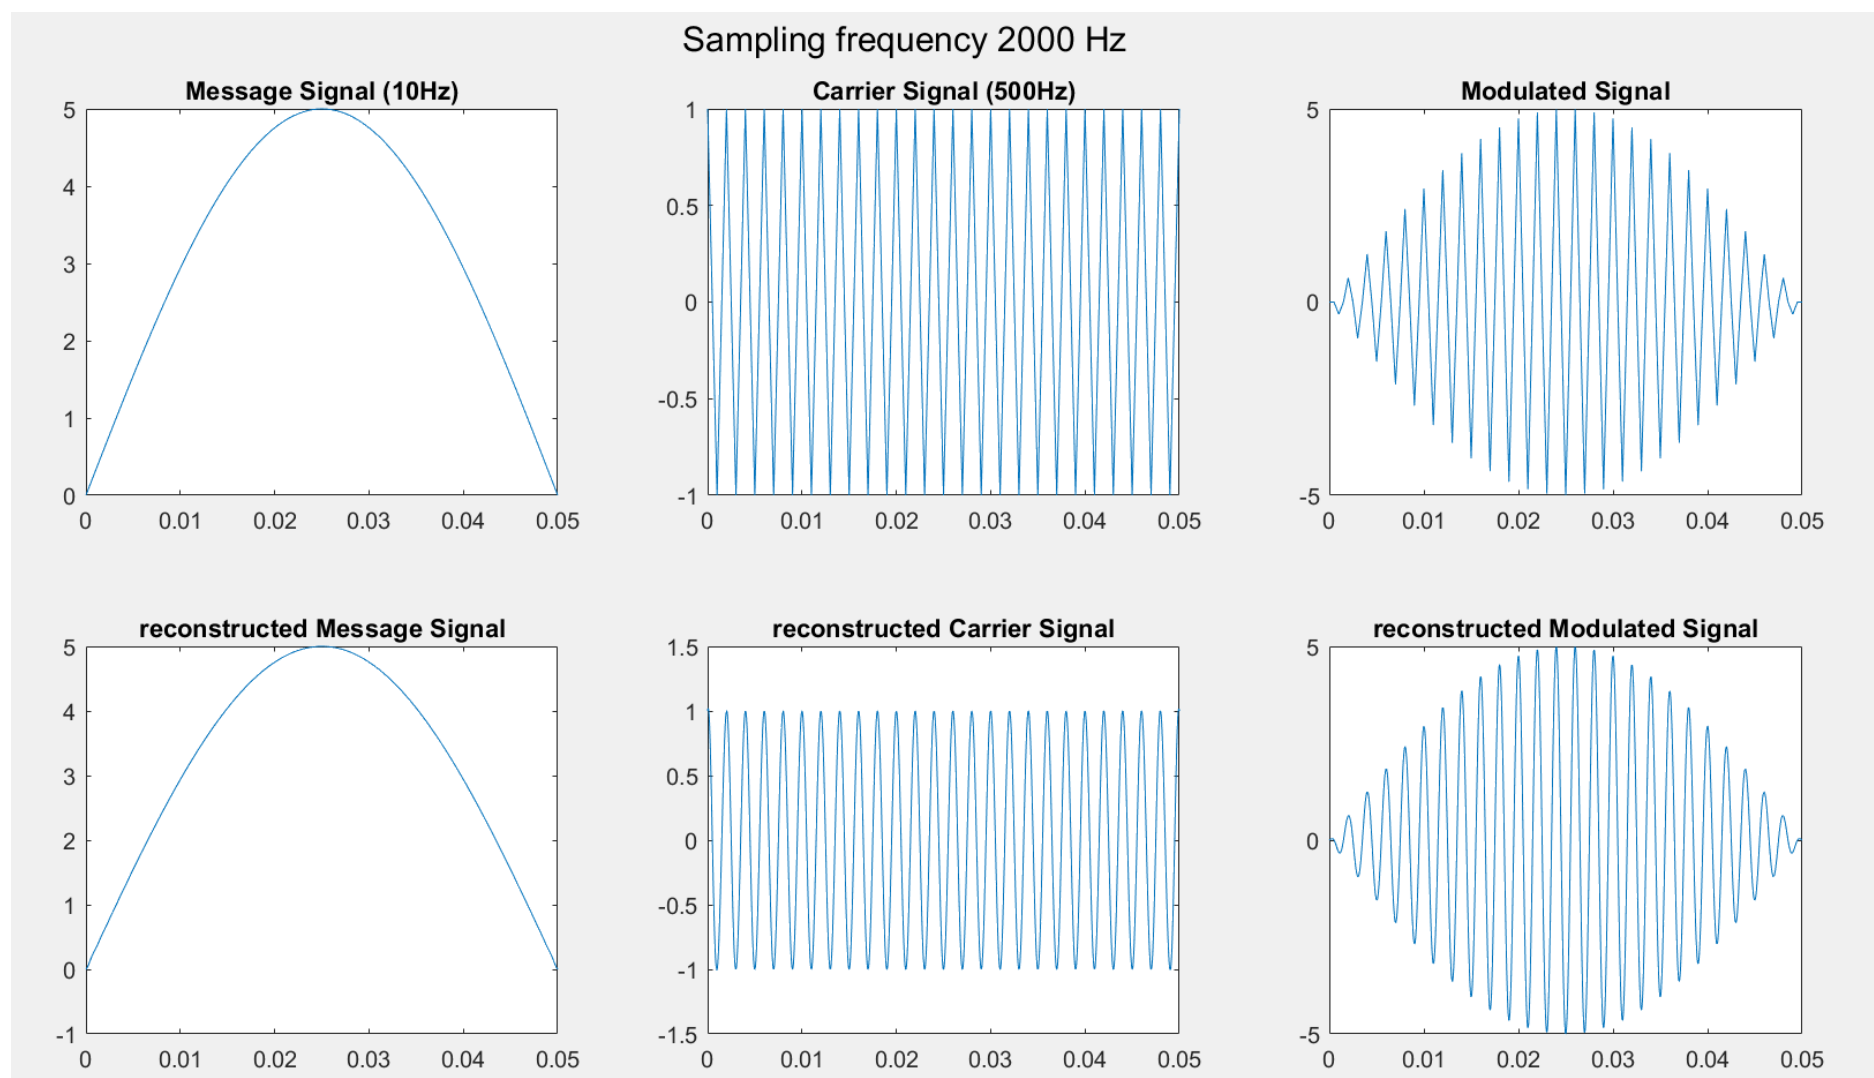 Sampling frequency 2000 Hz
Message Signal (10Hz)
5
4
3
2
1
0
0 0.01 0.02 0.03 0.04 0.05
Carrier Signal (500Hz)
1
0.5
0
-0.5
-1
0 0.01 0.02 0.03 0.04 0.05
Modulated Signal
5
0
-5
0 0.01 0.02 0.03 0.04 0.05
reconstructed Message Signal
5
4
3
2
1
0
-1
0 0.01 0.02 0.03 0.04 0.05
reconstructed Carrier Signal
1.5
1
0.5
0
-0.5
-1
-1.5
0 0.01 0.02 0.03 0.04 0.05
reconstructed Modulated Signal
5
0
-5
0 0.01 0.02 0.03 0.04 0.05